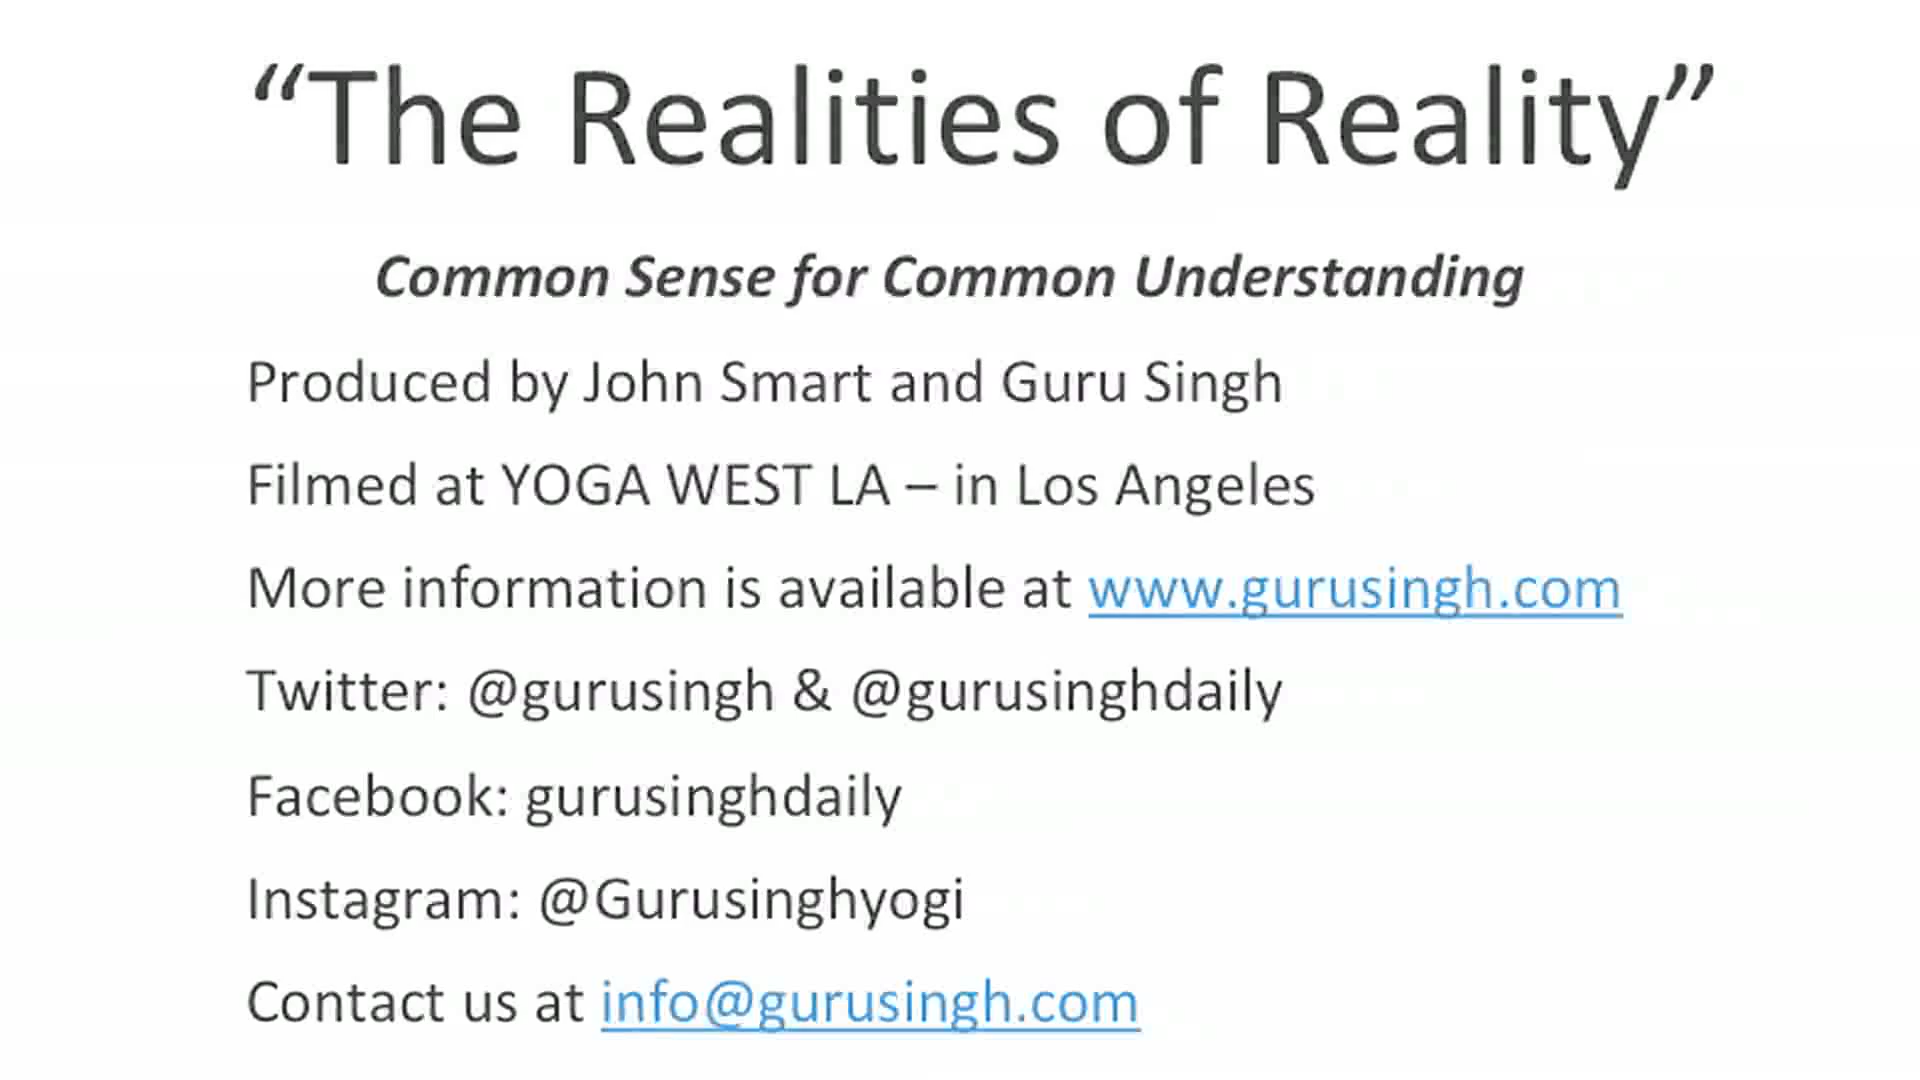 “The Realities of Reality”
Common Sense for Common Understanding
Produced by John Smart and Guru Singh
Filmed at YOGA WEST LA – in Los Angeles
More information is available at www.gurusingh.com
Twitter: @gurusingh & @gurusinghdaily
Facebook: gurusinghdaily
Instagram: @Gurusinghyogi
Contact us at info@gurusingh.com